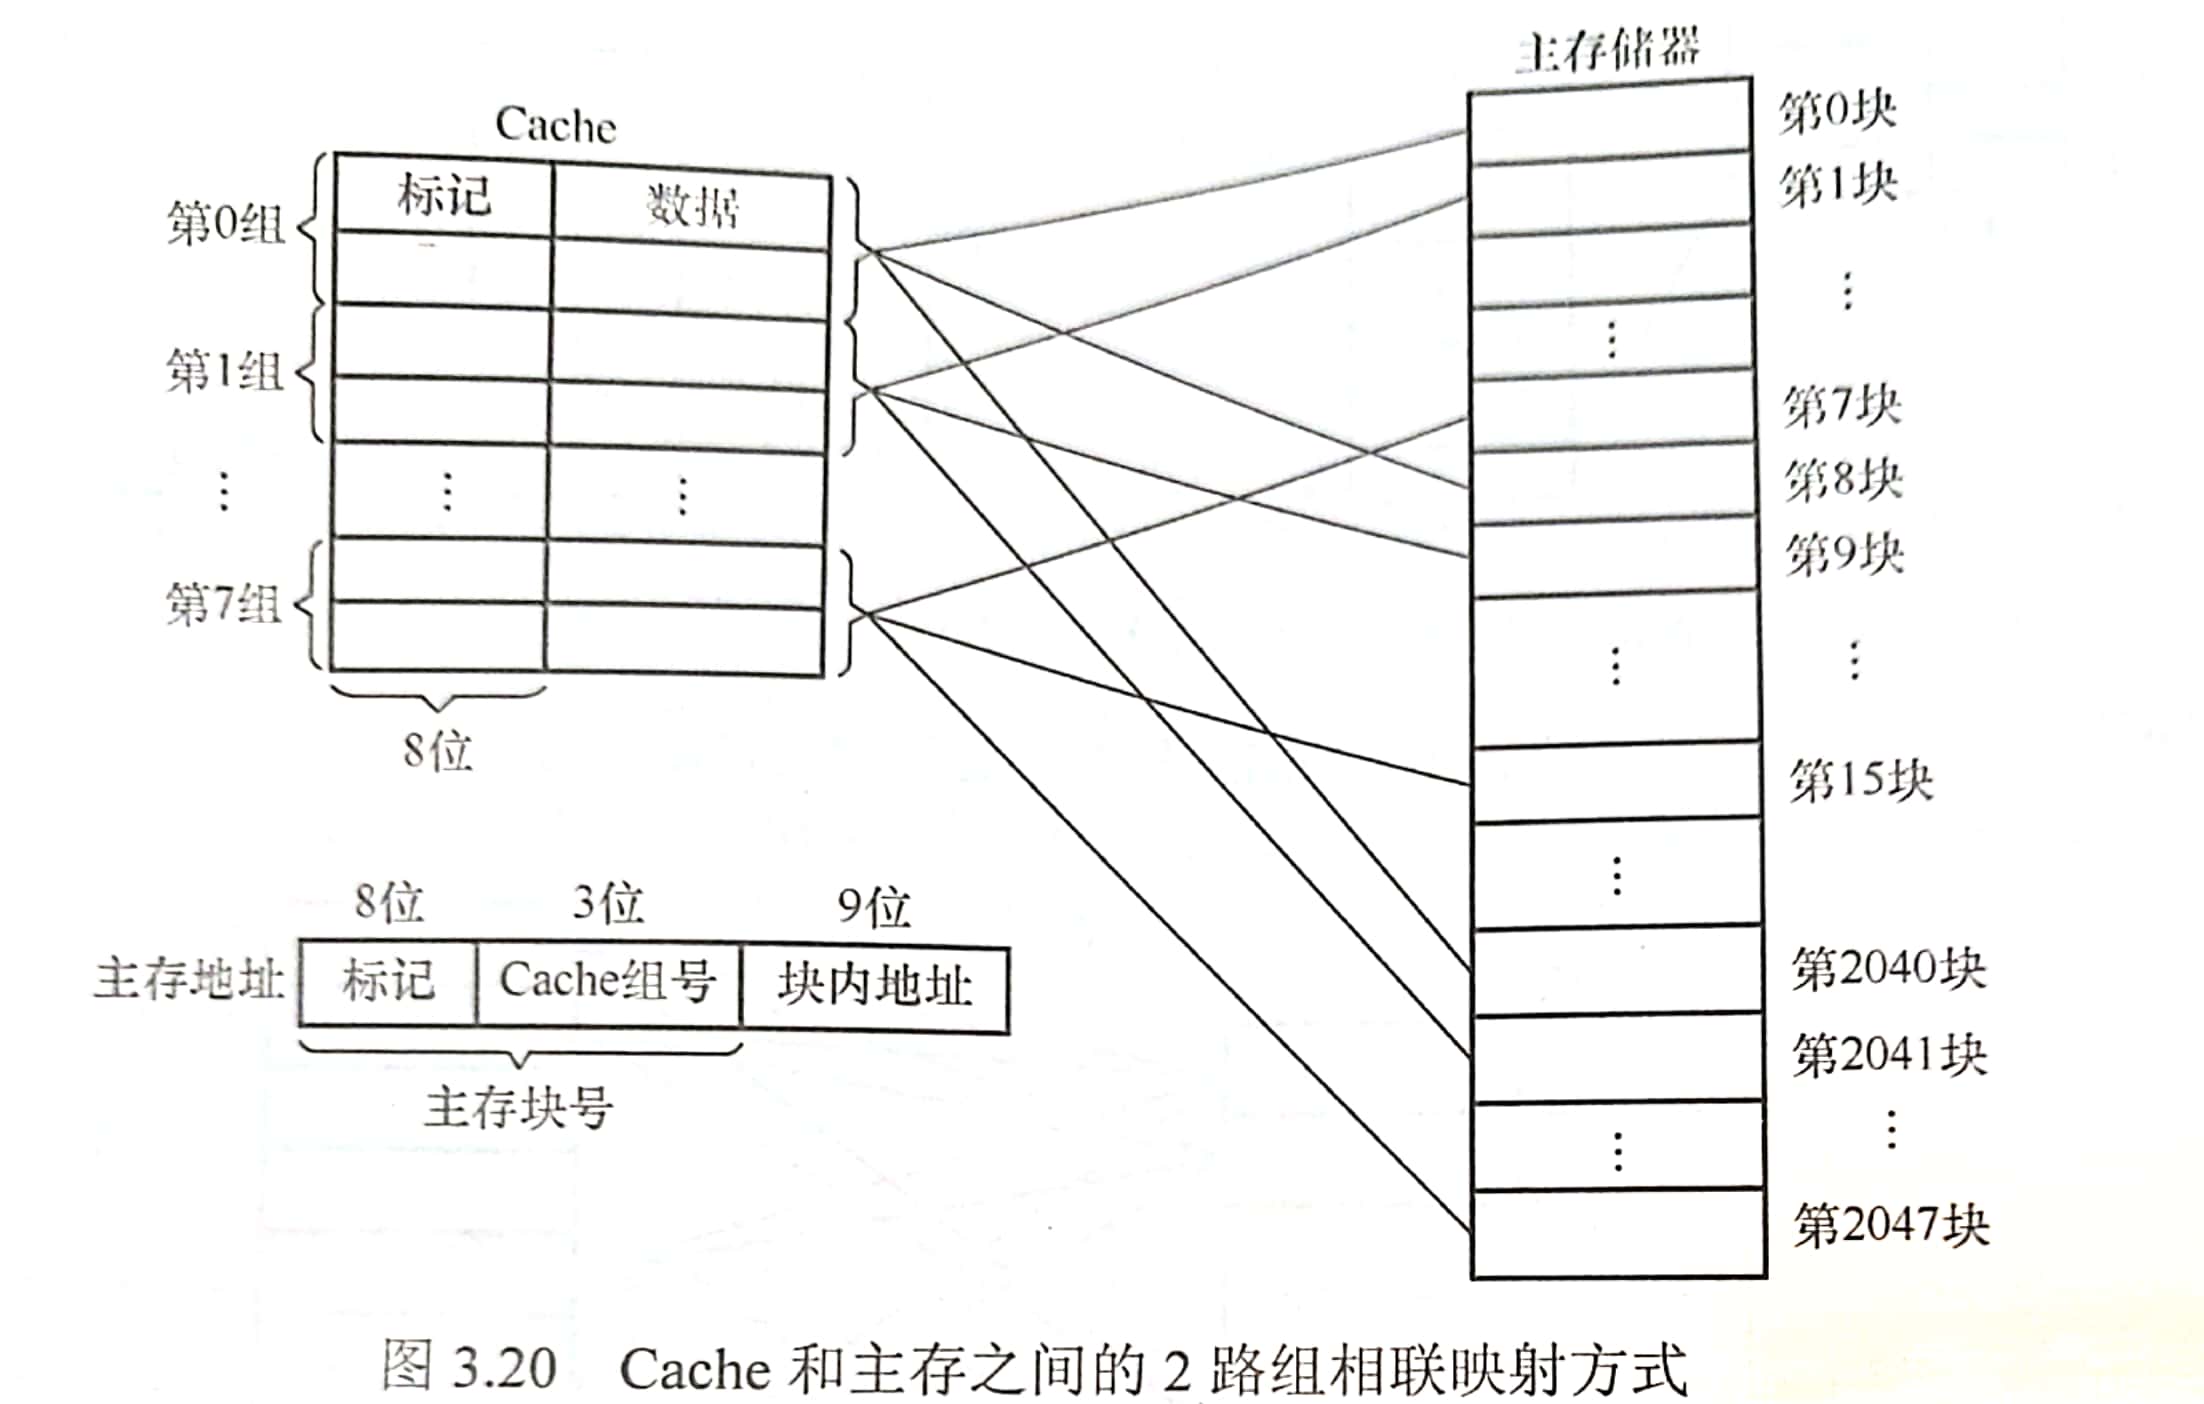 主存储器
Cache
标记 数据
第0组
第1组
⋮
⋮
⋮
第7组
8位
第0块
第1块
⋮
⋮
第7块
第8块
第9块
⋮
⋮
第15块
⋮
第2040块
第2041块
⋮
⋮
第2047块
8位 3位 9位
主存地址 标记 Cache组号 块内地址
主存块号
图 3.20 Cache 和主存之间的 2 路组相联映射方式